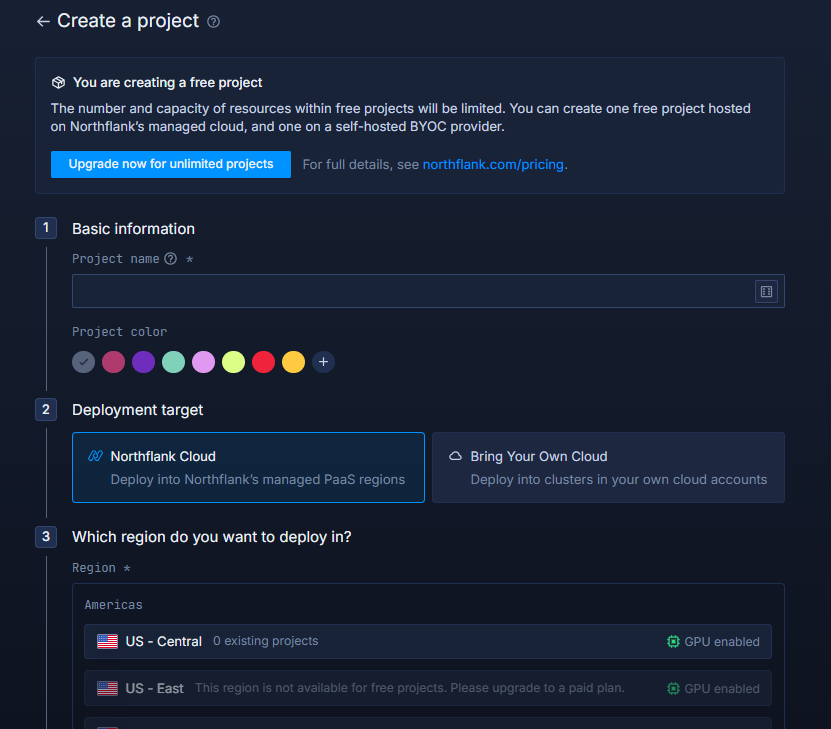 Create a project
You are creating a free project
The number and capacity of resources within free projects will be limited. You can create one free project hosted
on Northflank’s managed cloud, and one on a self-hosted BYOC provider.
Upgrade now for unlimited projects
For full details, see northflank.com/pricing.
1
Basic information
Project name *
Project color
2
Deployment target
Northflank Cloud
Deploy into Northflank’s managed PaaS regions
Bring Your Own Cloud
Deploy into clusters in your own cloud accounts
3
Which region do you want to deploy in?
Region *
Americas
US - Central 0 existing projects GPU enabled
US - East This region is not available for free projects. Please upgrade to a paid plan. GPU enabled